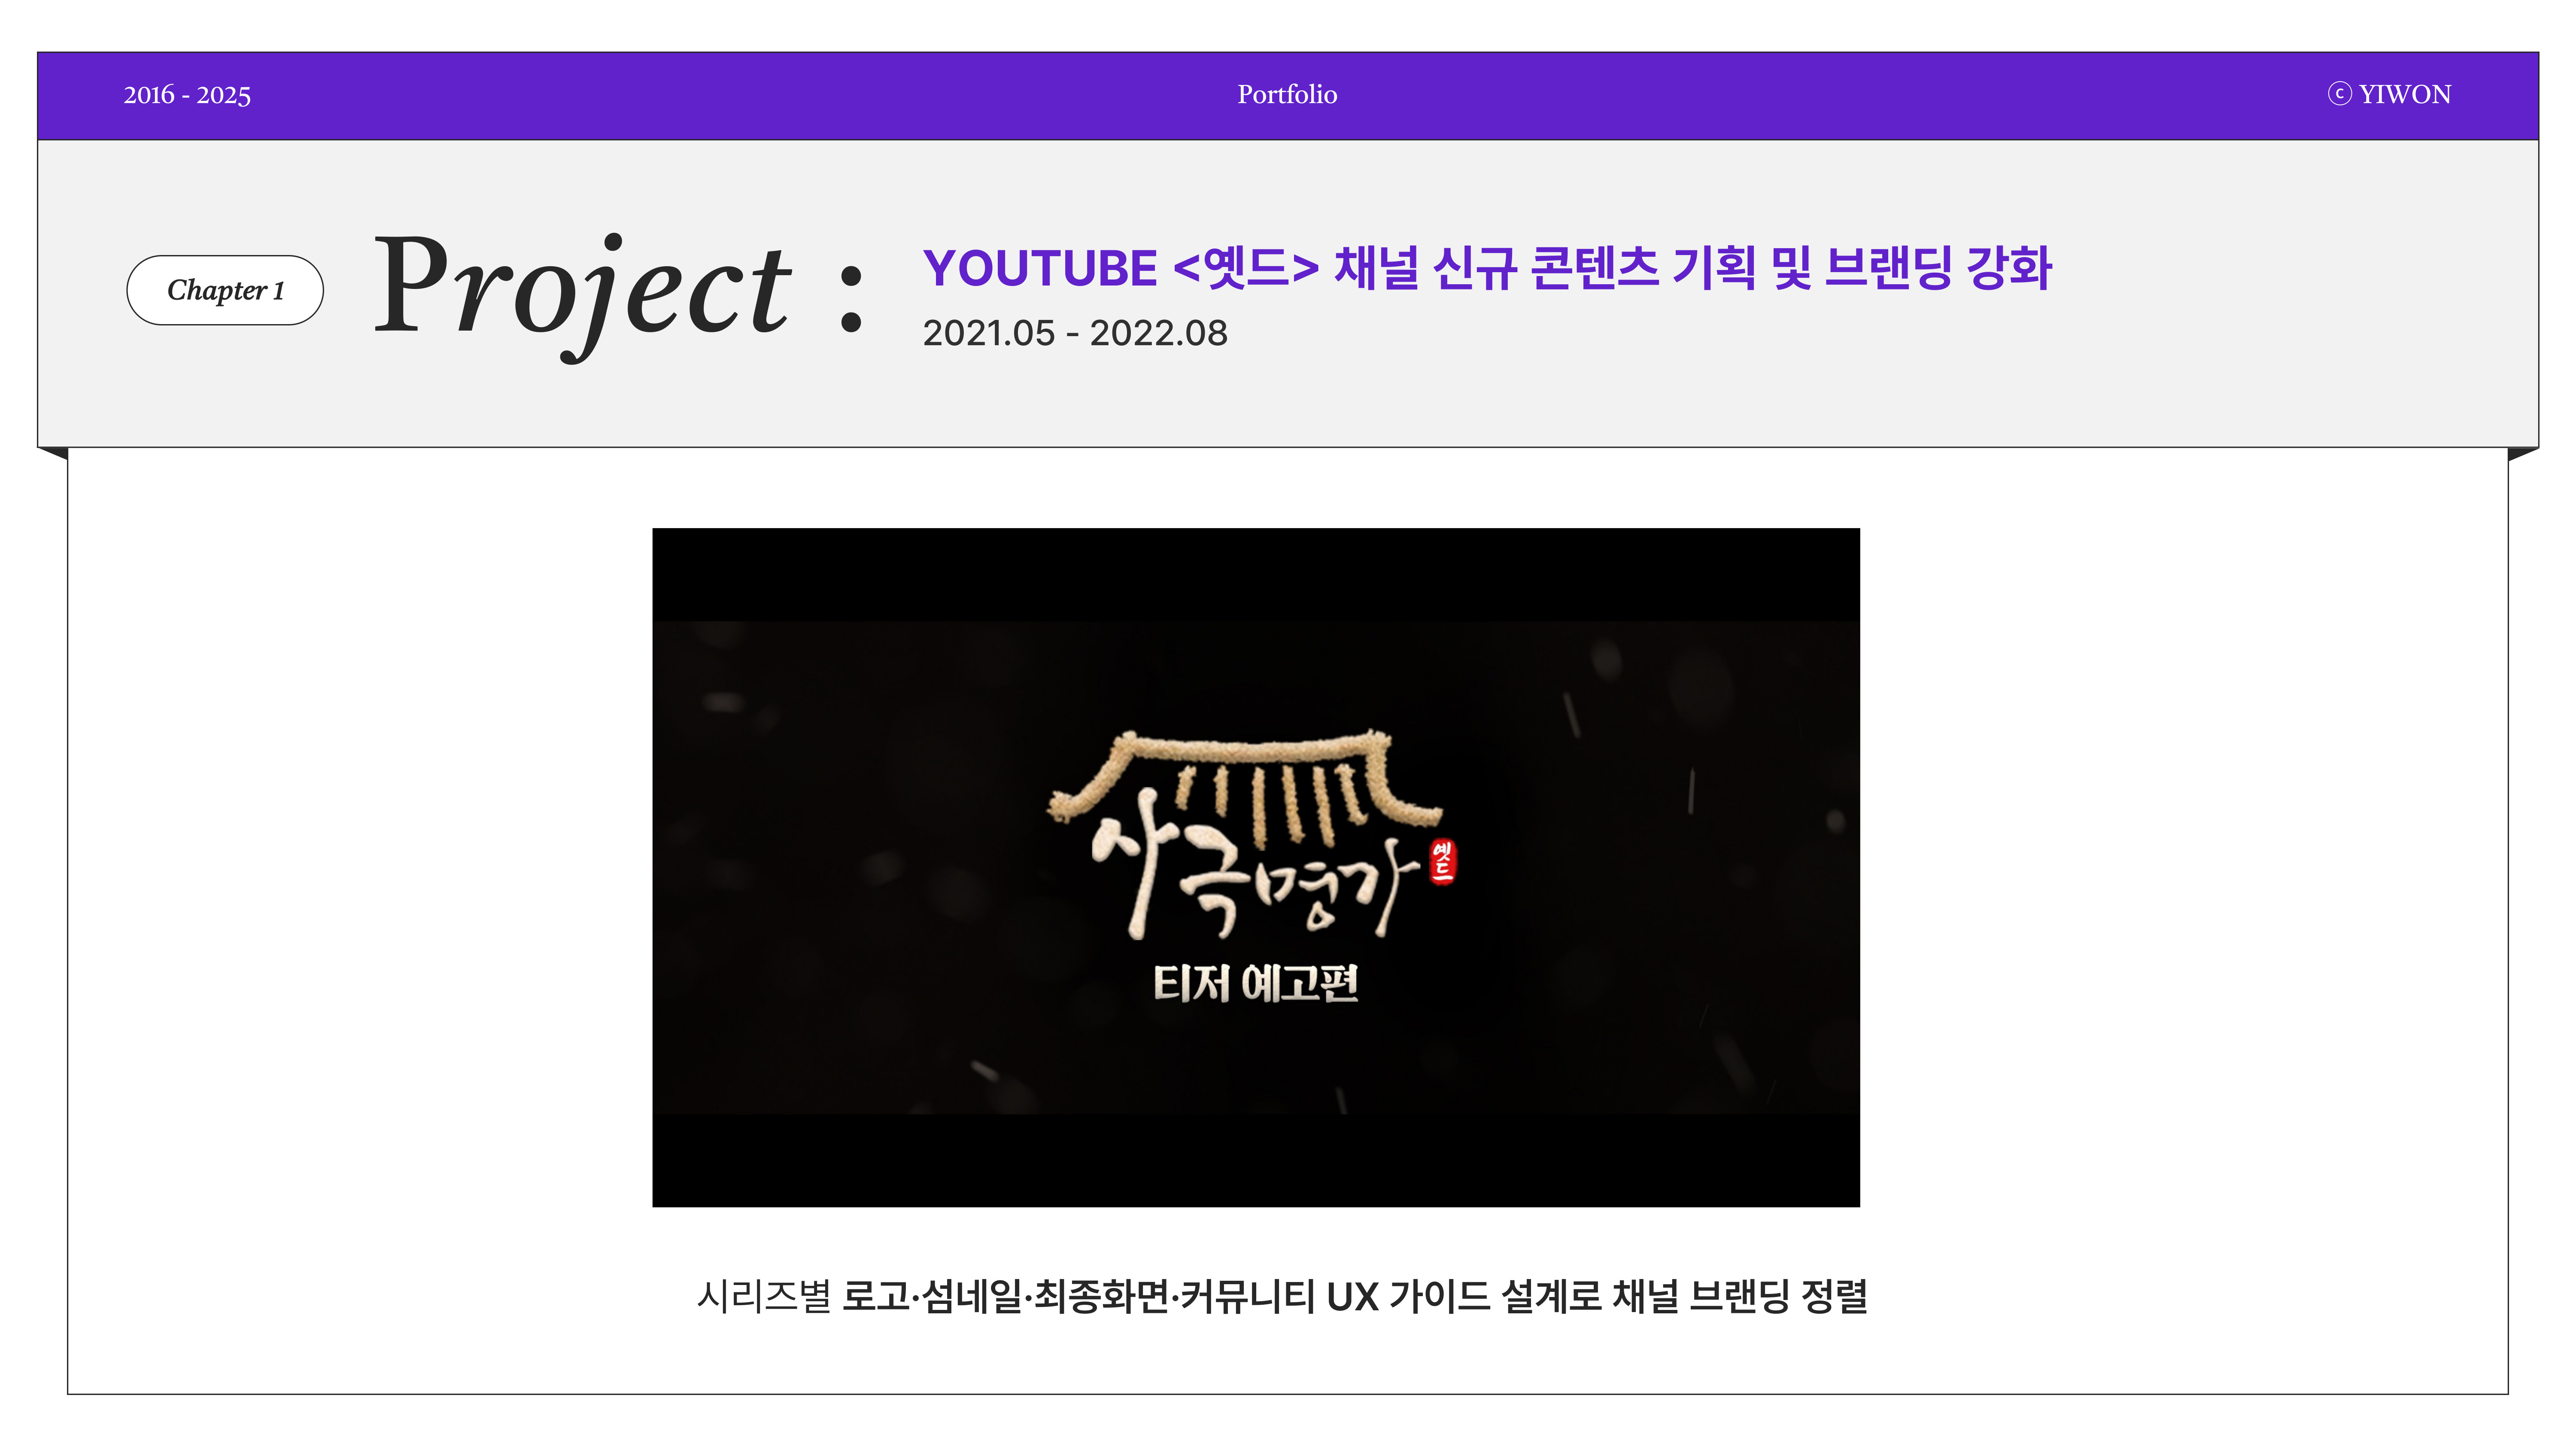 2016 - 2025
Portfolio
ⓒ YIWON
Chapter 1
Project :
YOUTUBE <옛드> 채널 신규 콘텐츠 기획 및 브랜딩 강화
2021.05 - 2022.08
사극명가
옛드
티저 예고편
시리즈별 로고·섬네일·최종화면·커뮤니티 UX 가이드 설계로 채널 브랜딩 정렬